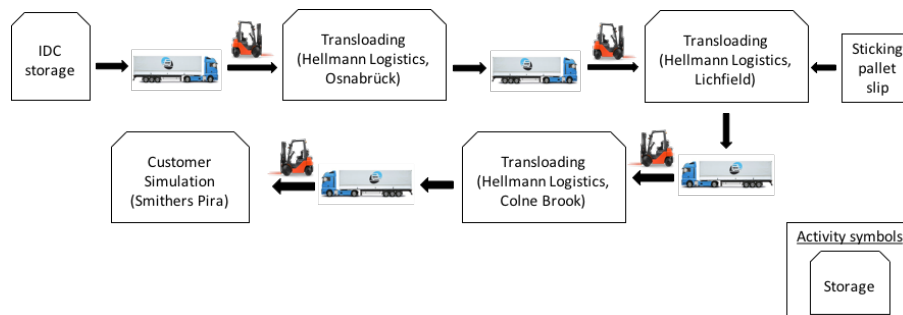 IDC
storage
Transloading
(Hellmann Logistics,
Osnabrück)
Transloading
(Hellmann Logistics,
Lichfield)
Sticking
pallet
slip
Customer
Simulation
(Smithers Pira)
Transloading
(Hellmann Logistics,
Colne Brook)
Activity symbols
Storage